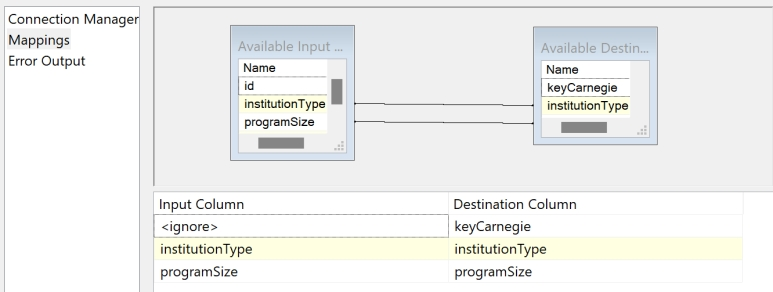 Connection Manager
Mappings
Error Output
Available Input ...
Name
id
institutionType
programSize
Available Destin...
Name
keyCarnegie
institutionType
Input Column
Destination Column
<ignore>
keyCarnegie
institutionType
institutionType
programSize
programSize